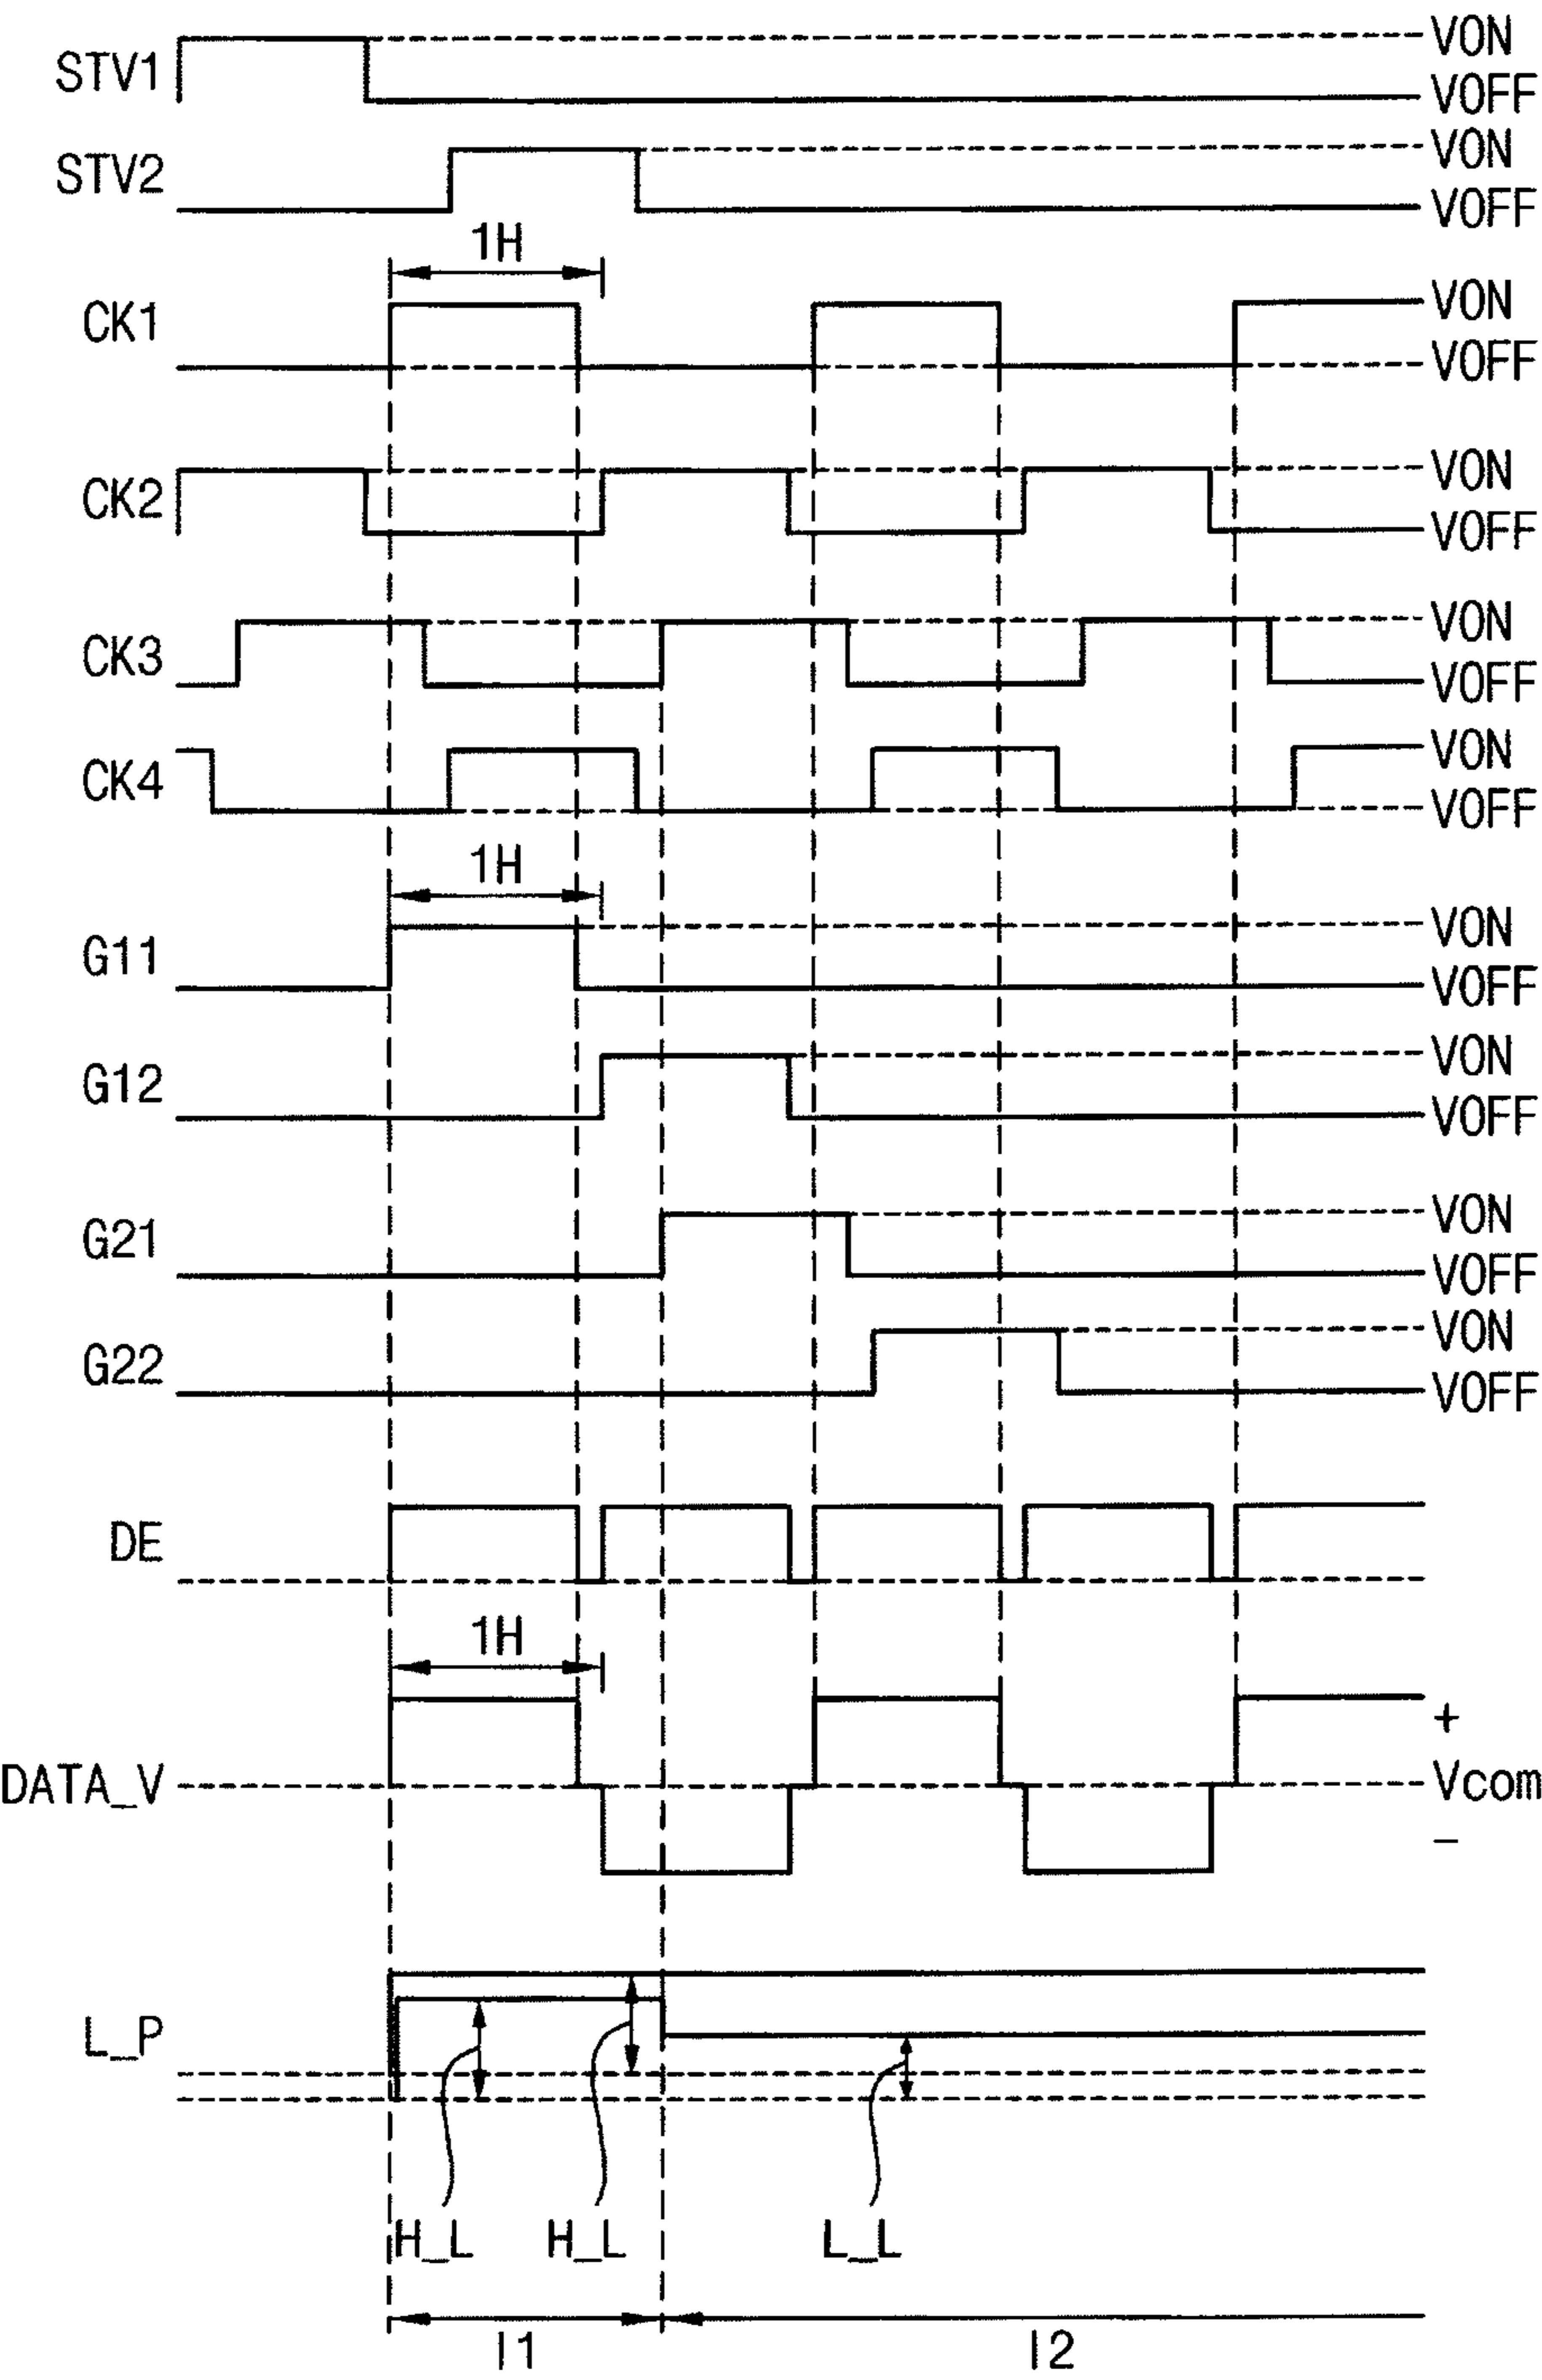 STV1 VON
VOFF
STV2 VON
VOFF
1H
CK1 VON
VOFF
CK2 VON
VOFF
CK3 VON
VOFF
CK4 VON
VOFF
1H
G11 VON
VOFF
G12 VON
VOFF
G21 VON
VOFF
G22 VON
VOFF
DE
1H
+
DATA_V Vcom
−
L_P
H_L H_L L_L
I1 I2